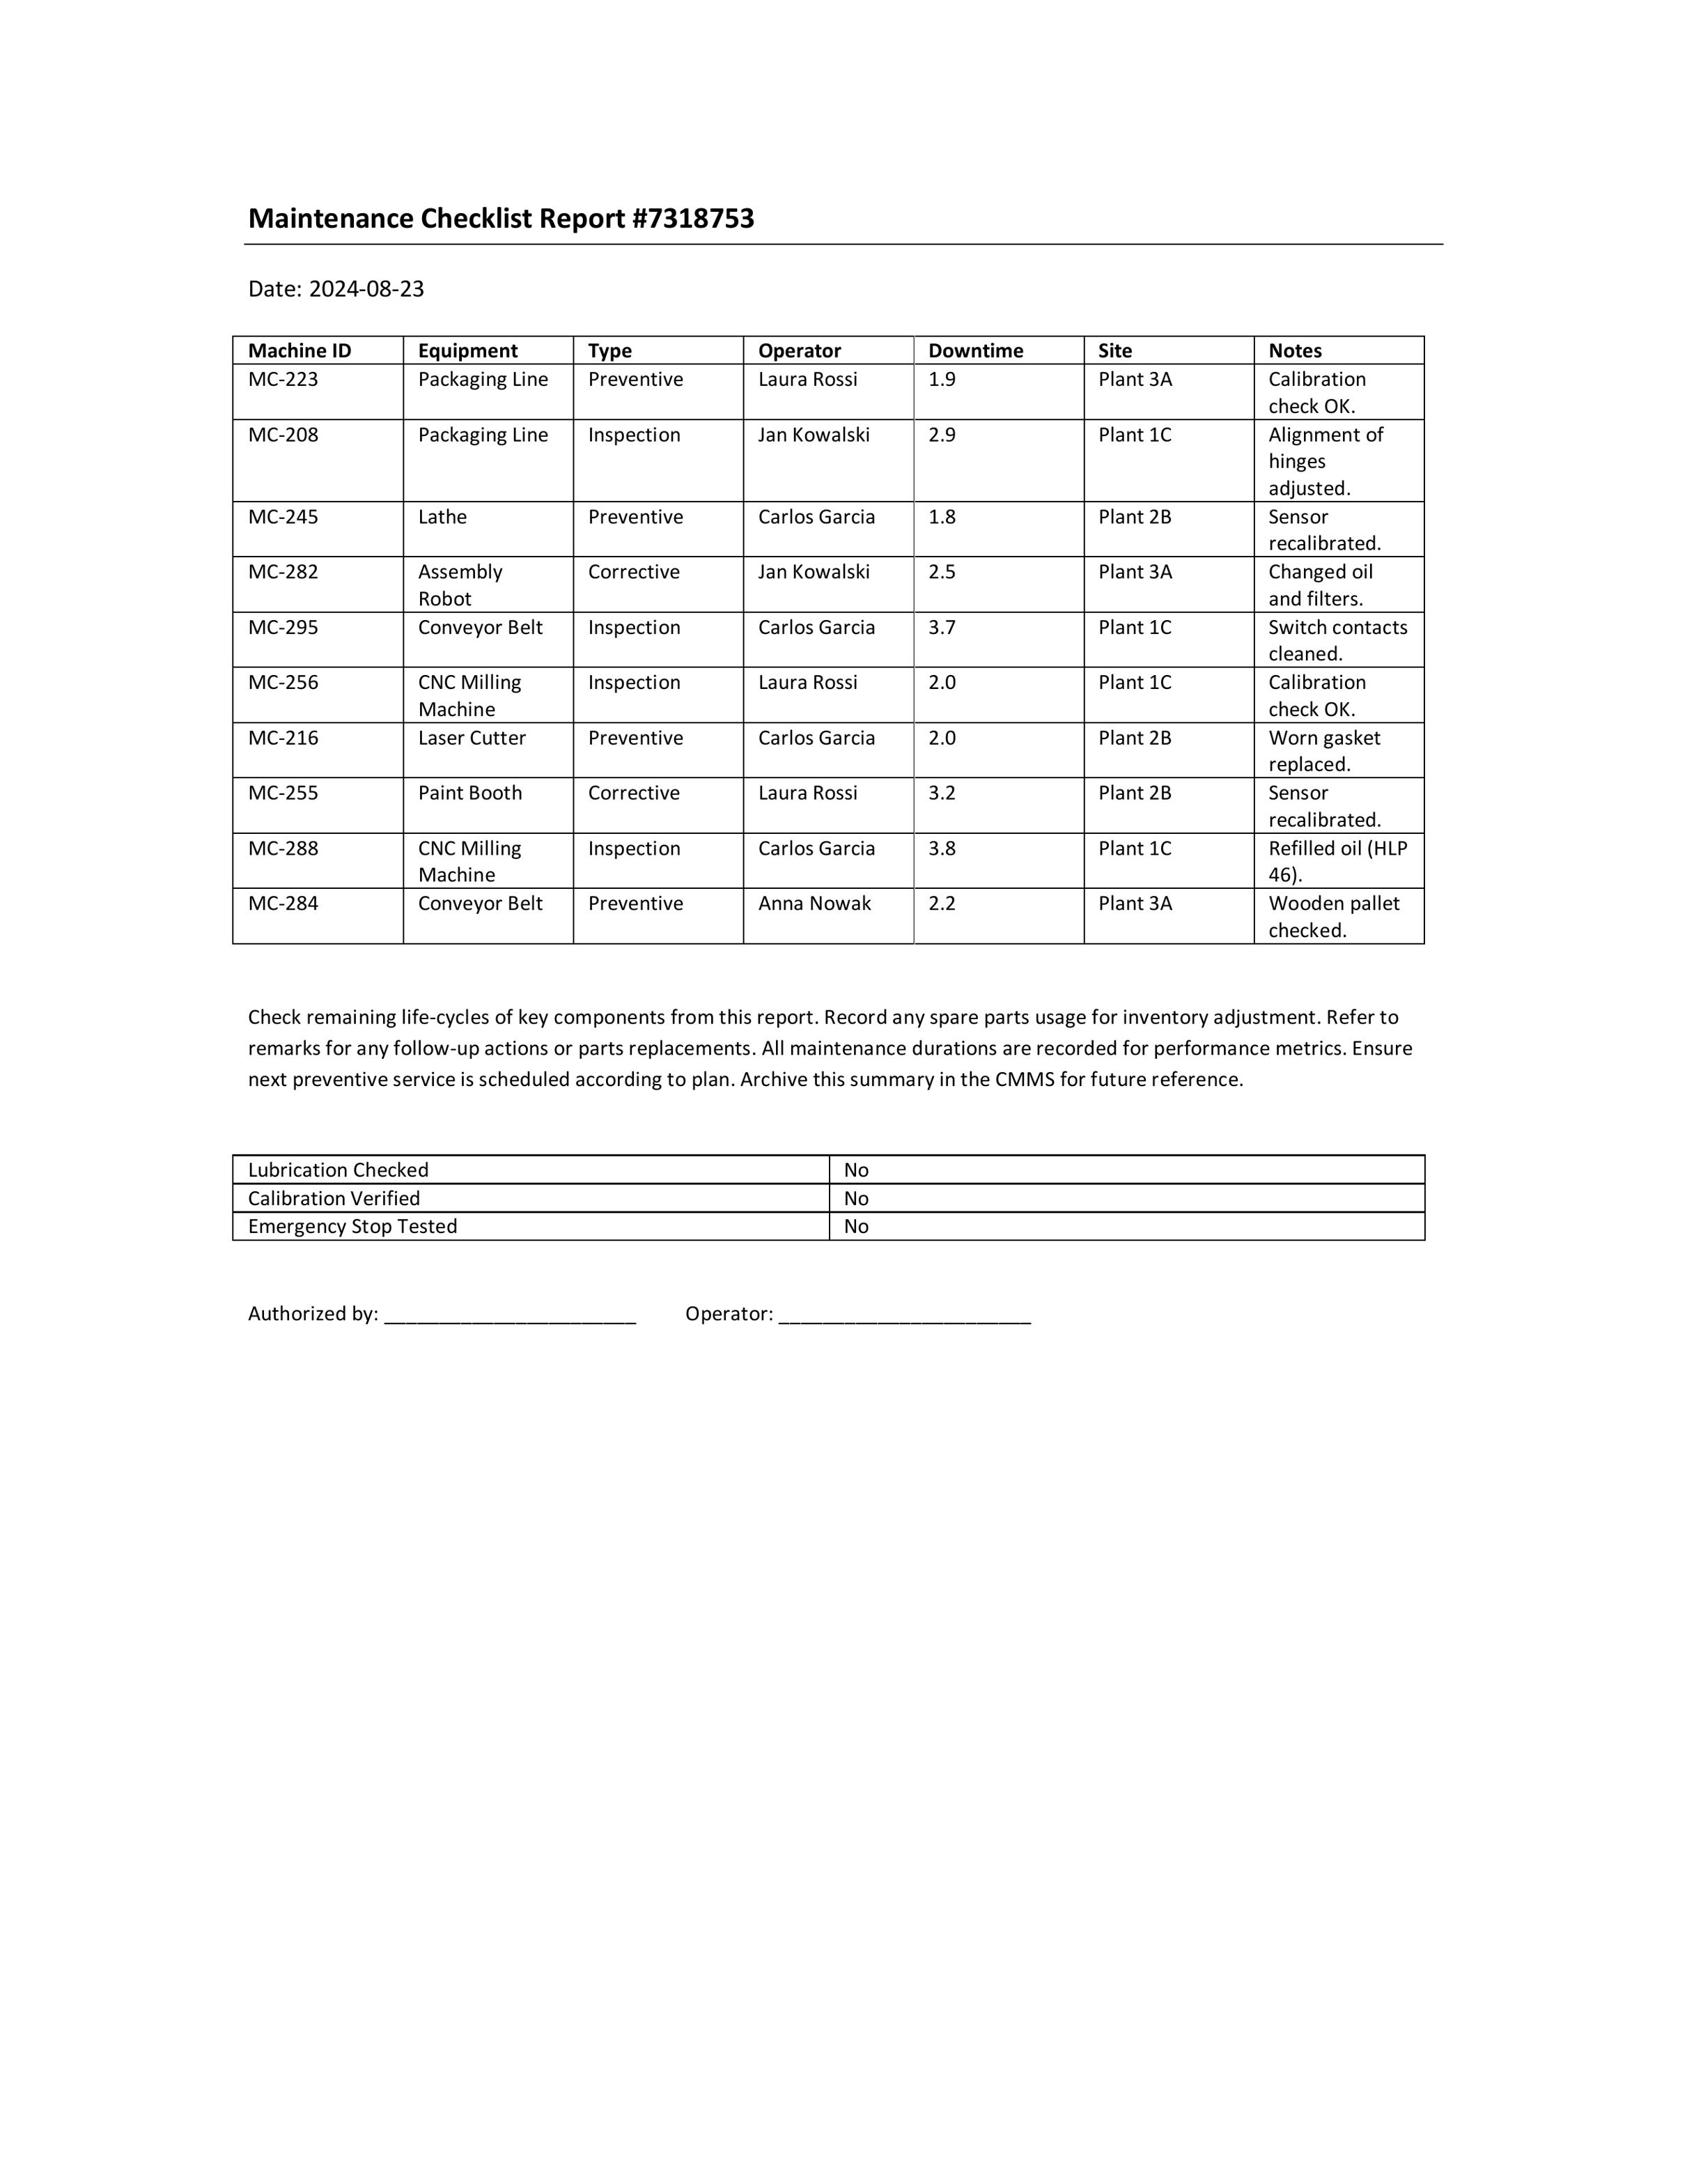 Maintenance Checklist Report #7318753
Date: 2024-08-23
Machine ID Equipment Type Operator Downtime Site Notes
MC-223 Packaging Line Preventive Laura Rossi 1.9 Plant 3A Calibration
check OK.
MC-208 Packaging Line Inspection Jan Kowalski 2.9 Plant 1C Alignment of
hinges
adjusted.
MC-245 Lathe Preventive Carlos Garcia 1.8 Plant 2B Sensor
recalibrated.
MC-282 Assembly Corrective Jan Kowalski 2.5 Plant 3A Changed oil
Robot and filters.
MC-295 Conveyor Belt Inspection Carlos Garcia 3.7 Plant 1C Switch contacts
cleaned.
MC-256 CNC Milling Inspection Laura Rossi 2.0 Plant 1C Calibration
Machine check OK.
MC-216 Laser Cutter Preventive Carlos Garcia 2.0 Plant 2B Worn gasket
replaced.
MC-255 Paint Booth Corrective Laura Rossi 3.2 Plant 2B Sensor
recalibrated.
MC-288 CNC Milling Inspection Carlos Garcia 3.8 Plant 1C Refilled oil (HLP
Machine 46).
MC-284 Conveyor Belt Preventive Anna Nowak 2.2 Plant 3A Wooden pallet
checked.
Check remaining life-cycles of key components from this report. Record any spare parts usage for inventory adjustment. Refer to
remarks for any follow-up actions or parts replacements. All maintenance durations are recorded for performance metrics. Ensure
next preventive service is scheduled according to plan. Archive this summary in the CMMS for future reference.
Lubrication Checked No
Calibration Verified No
Emergency Stop Tested No
Authorized by: _______________________ Operator: _______________________